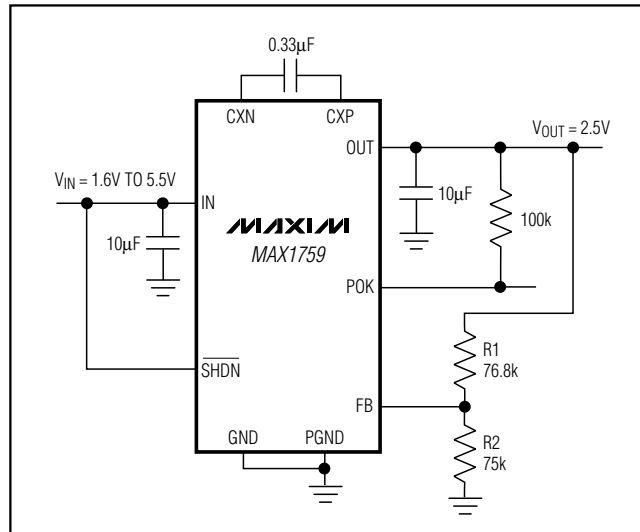 0.33µF
CXN CXP
OUT
VOUT = 2.5V
VIN = 1.6V TO 5.5V
IN
10µF
10µF
100k
MAXIM
MAX1759
POK
SHDN
R1
76.8k
FB
R2
75k
GND PGND